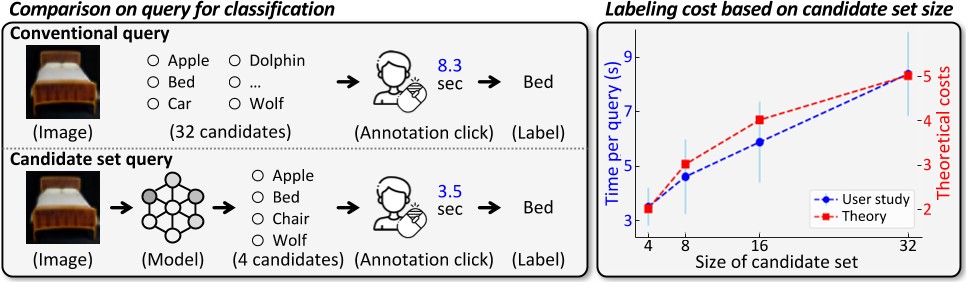 Comparison on query for classification
Conventional query
Apple
Dolphin
Bed
...
Car
Wolf
8.3
sec
Bed
(Image)
(32 candidates)
(Annotation click)
(Label)
Candidate set query
Apple
Bed
Chair
Wolf
3.5
sec
Bed
(Image)
(Model)
(4 candidates)
(Annotation click)
(Label)
Labeling cost based on candidate set size
Time per query (s)
9
7
5
3
4
8
16
32
Size of candidate set
5
4
3
2
Theoretical costs
User study
Theory